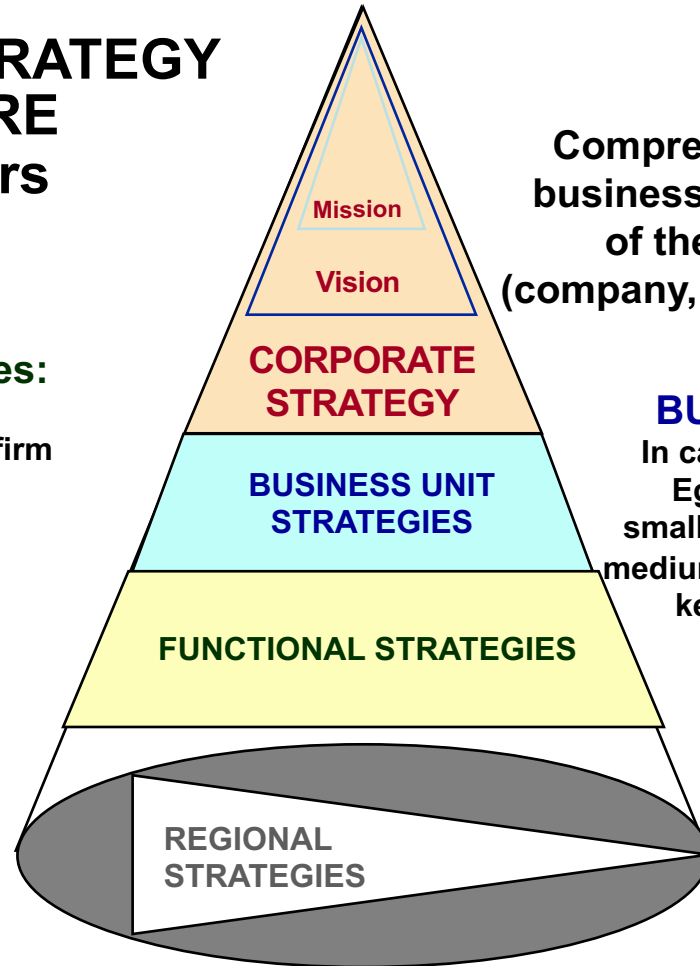 RATEGY
RE
rs
es:
firm
Mission
Vision
CORPORATE
STRATEGY
BUSINESS UNIT
STRATEGIES
FUNCTIONAL STRATEGIES
REGIONAL
STRATEGIES
Compre
business
of the
(company,
BU
In ca
Eg
small
medium
ke